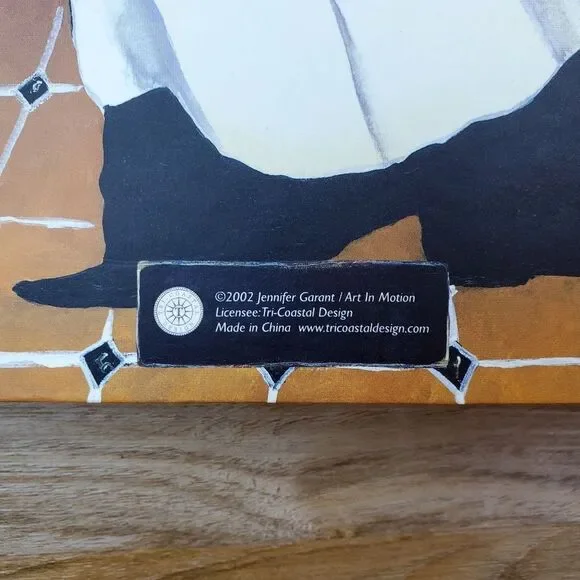 ©2002 Jennifer Garant / Art In Motion
Licensee: Tri-Coastal Design
Made in China www.tricoastaldesign.com